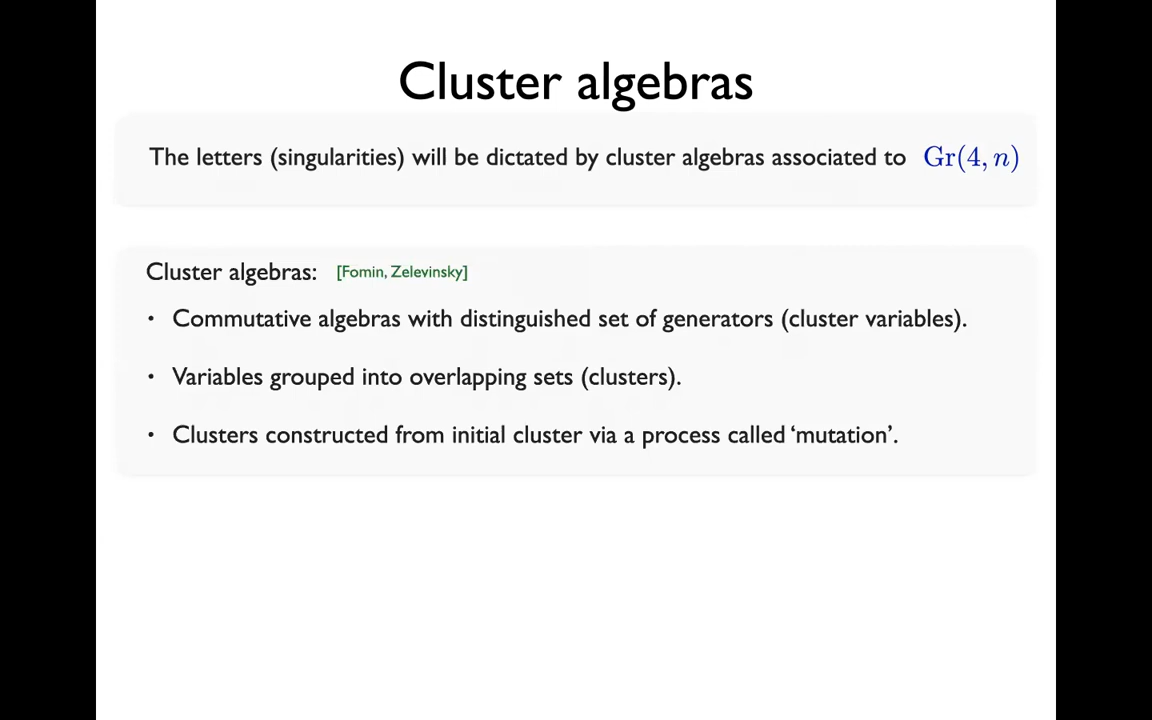 Cluster algebras
The letters (singularities) will be dictated by cluster algebras associated to Gr(4, n)
Cluster algebras: [Fomin, Zelevinsky]
• Commutative algebras with distinguished set of generators (cluster variables).
• Variables grouped into overlapping sets (clusters).
• Clusters constructed from initial cluster via a process called ‘mutation’.